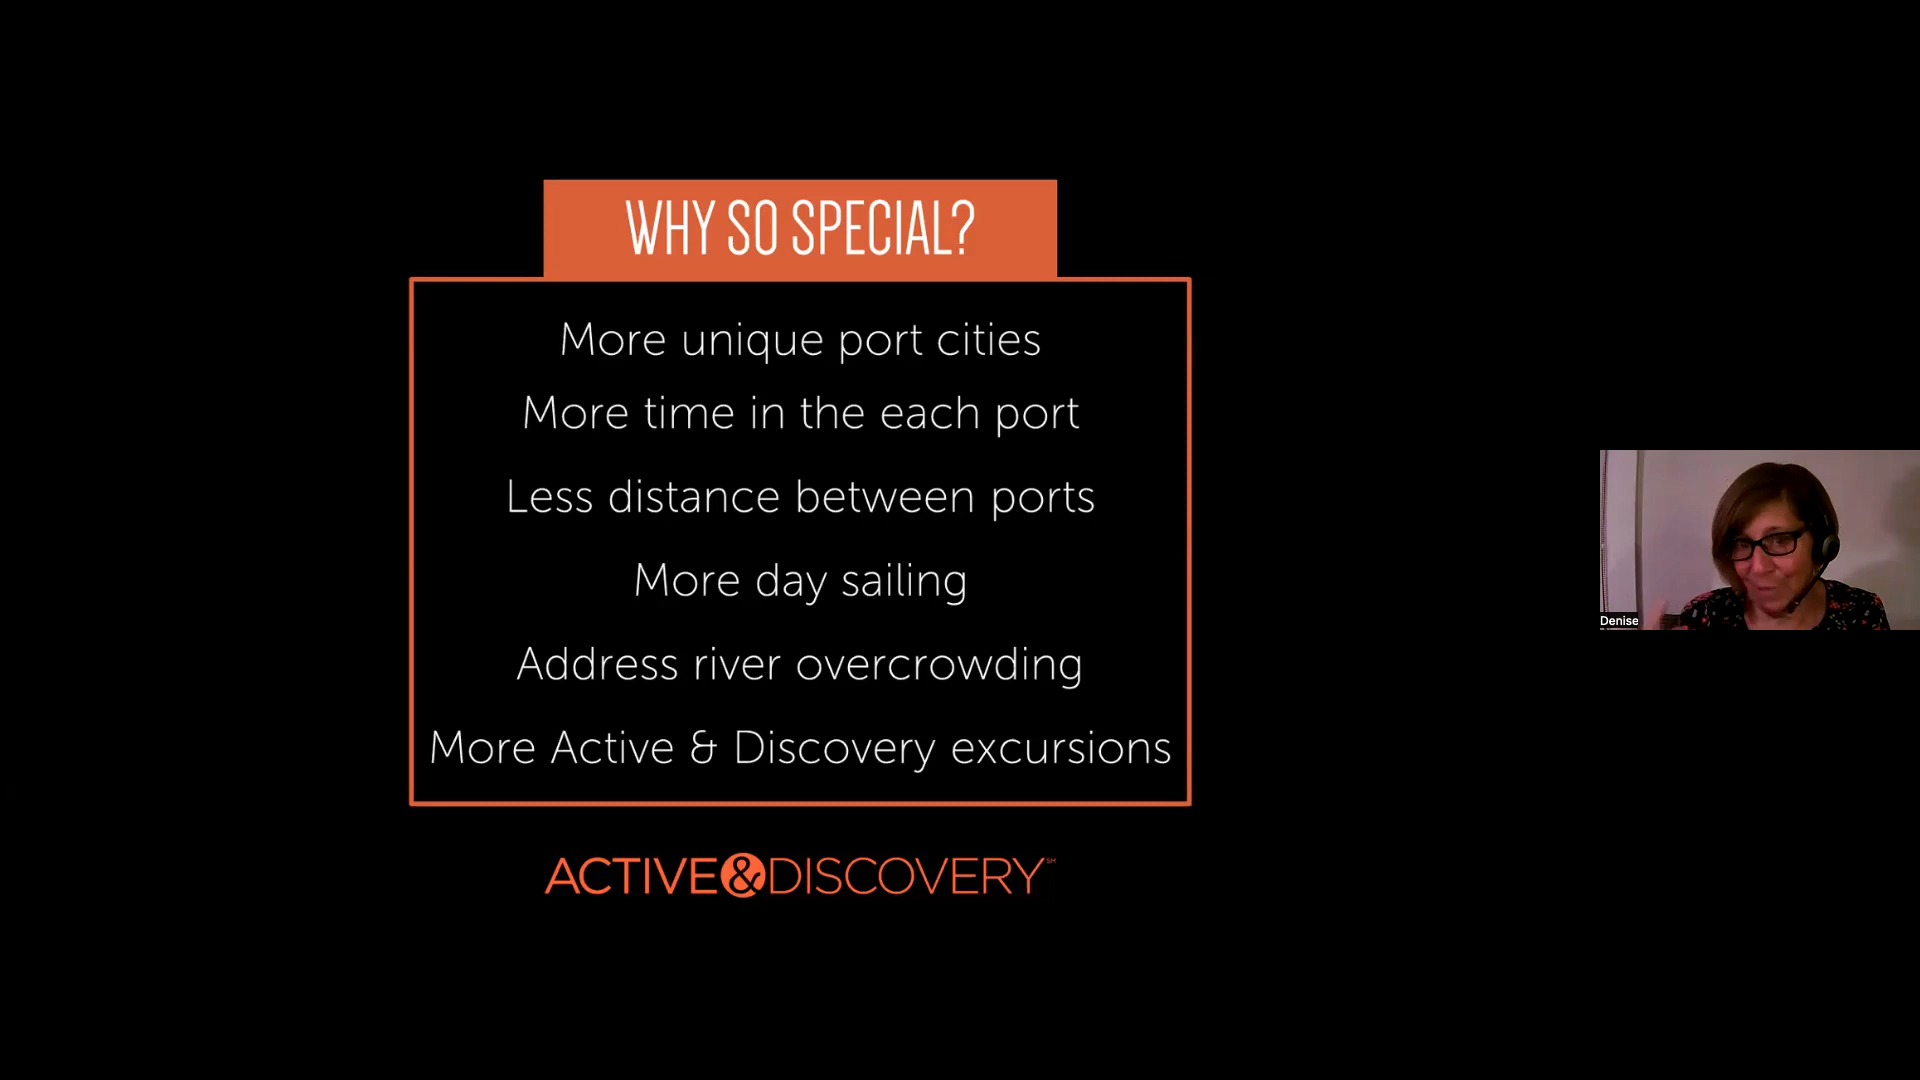 WHY SO SPECIAL?
More unique port cities
More time in the each port
Less distance between ports
More day sailing
Address river overcrowding
More Active & Discovery excursions
ACTIVE&DISCOVERY℠
Denise